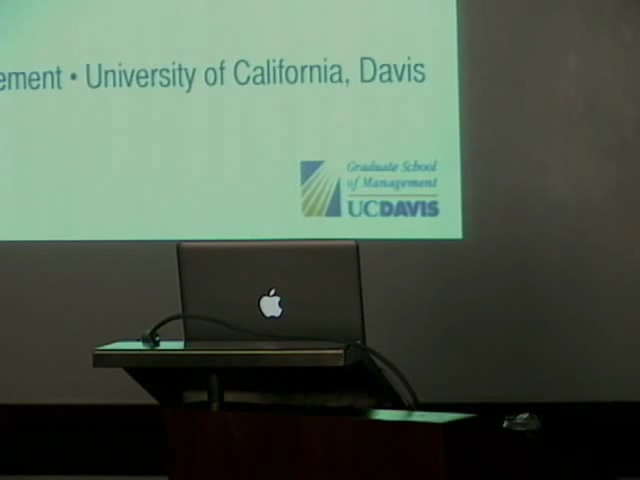 ement • University of California, Davis
Graduate School
of Management
UCDAVIS